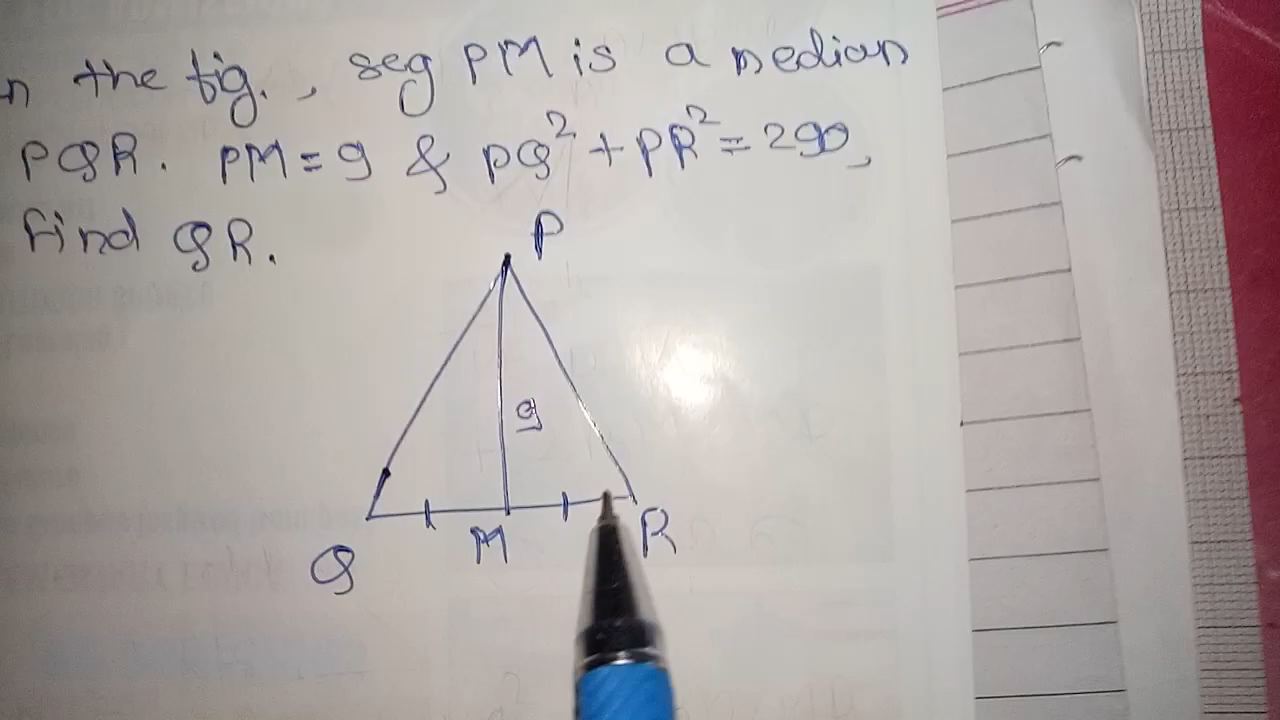 n the fig., seg PM is a median
PQR. PM = 9 & PQ² + PR² = 290,
Find QR.
P
9
Q M R